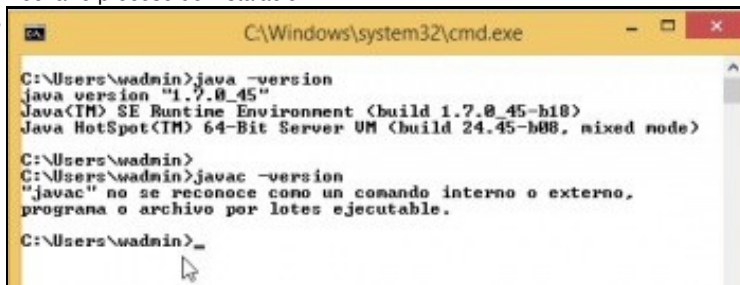 C:\Windows\system32\cmd.exe
C:\Users\wadmin>java -version
java version "1.7.0_45"
Java(TM) SE Runtime Environment (build 1.7.0_45-b18)
Java HotSpot(TM) 64-Bit Server VM (build 24.45-b08, mixed mode)
C:\Users\wadmin>
C:\Users\wadmin>javac -version
"javac" no se reconoce como un comando interno o externo,
programa o archivo por lotes ejecutable.
C:\Users\wadmin>_